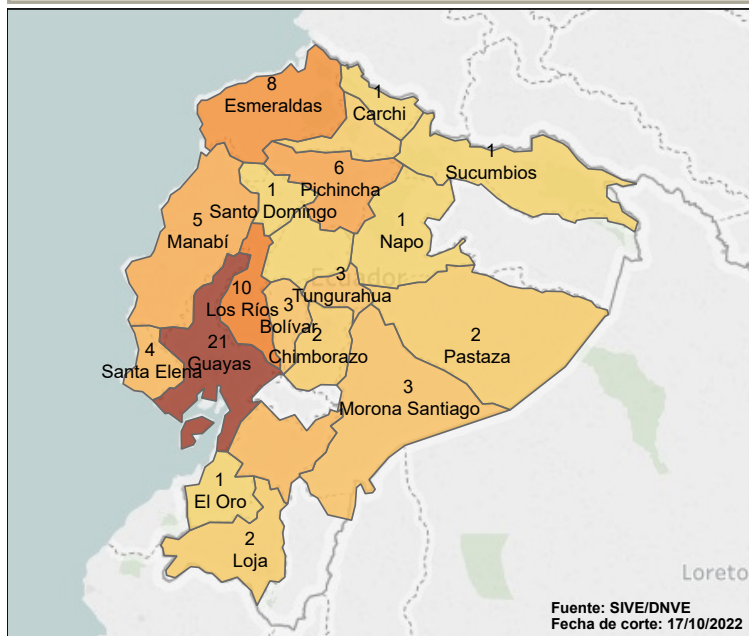 8
Esmeraldas
1
Carchi
1
Sucumbios
6
Pichincha
1
Santo Domingo
5
Manabí
1
Napo
Ecuador
3
Tungurahua
10
Los Ríos
3
Bolívar
2
Chimborazo
2
Pastaza
21
Guayas
4
Santa Elena
3
Morona Santiago
1
El Oro
2
Loja
Loreto
Fuente: SIVE/DNVE
Fecha de corte: 17/10/2022